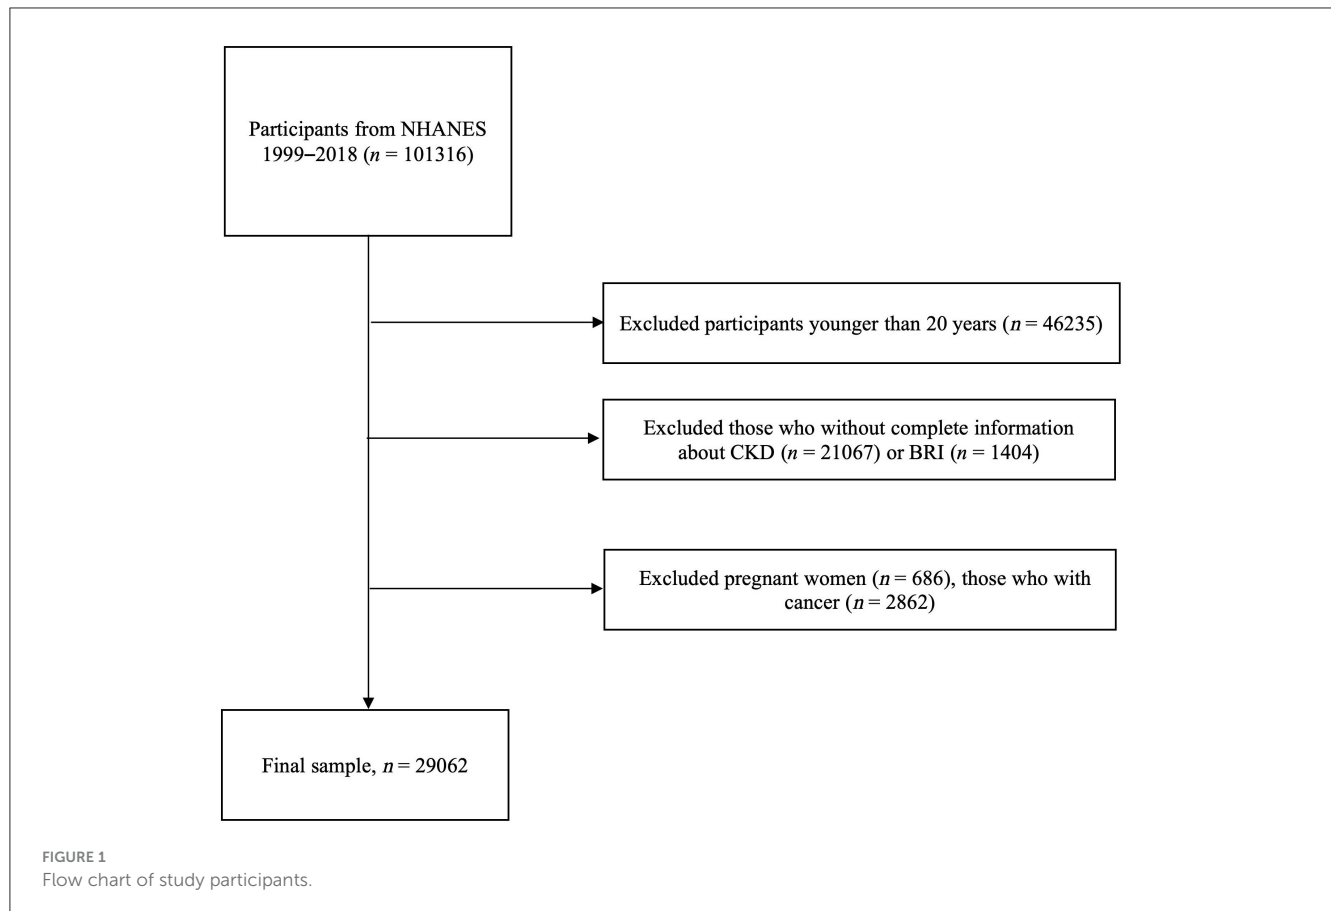 Participants from NHANES
1999–2018 (n = 101316)
Excluded participants younger than 20 years (n = 46235)
Excluded those who without complete information
about CKD (n = 21067) or BRI (n = 1404)
Excluded pregnant women (n = 686), those who with
cancer (n = 2862)
Final sample, n = 29062
FIGURE 1
Flow chart of study participants.